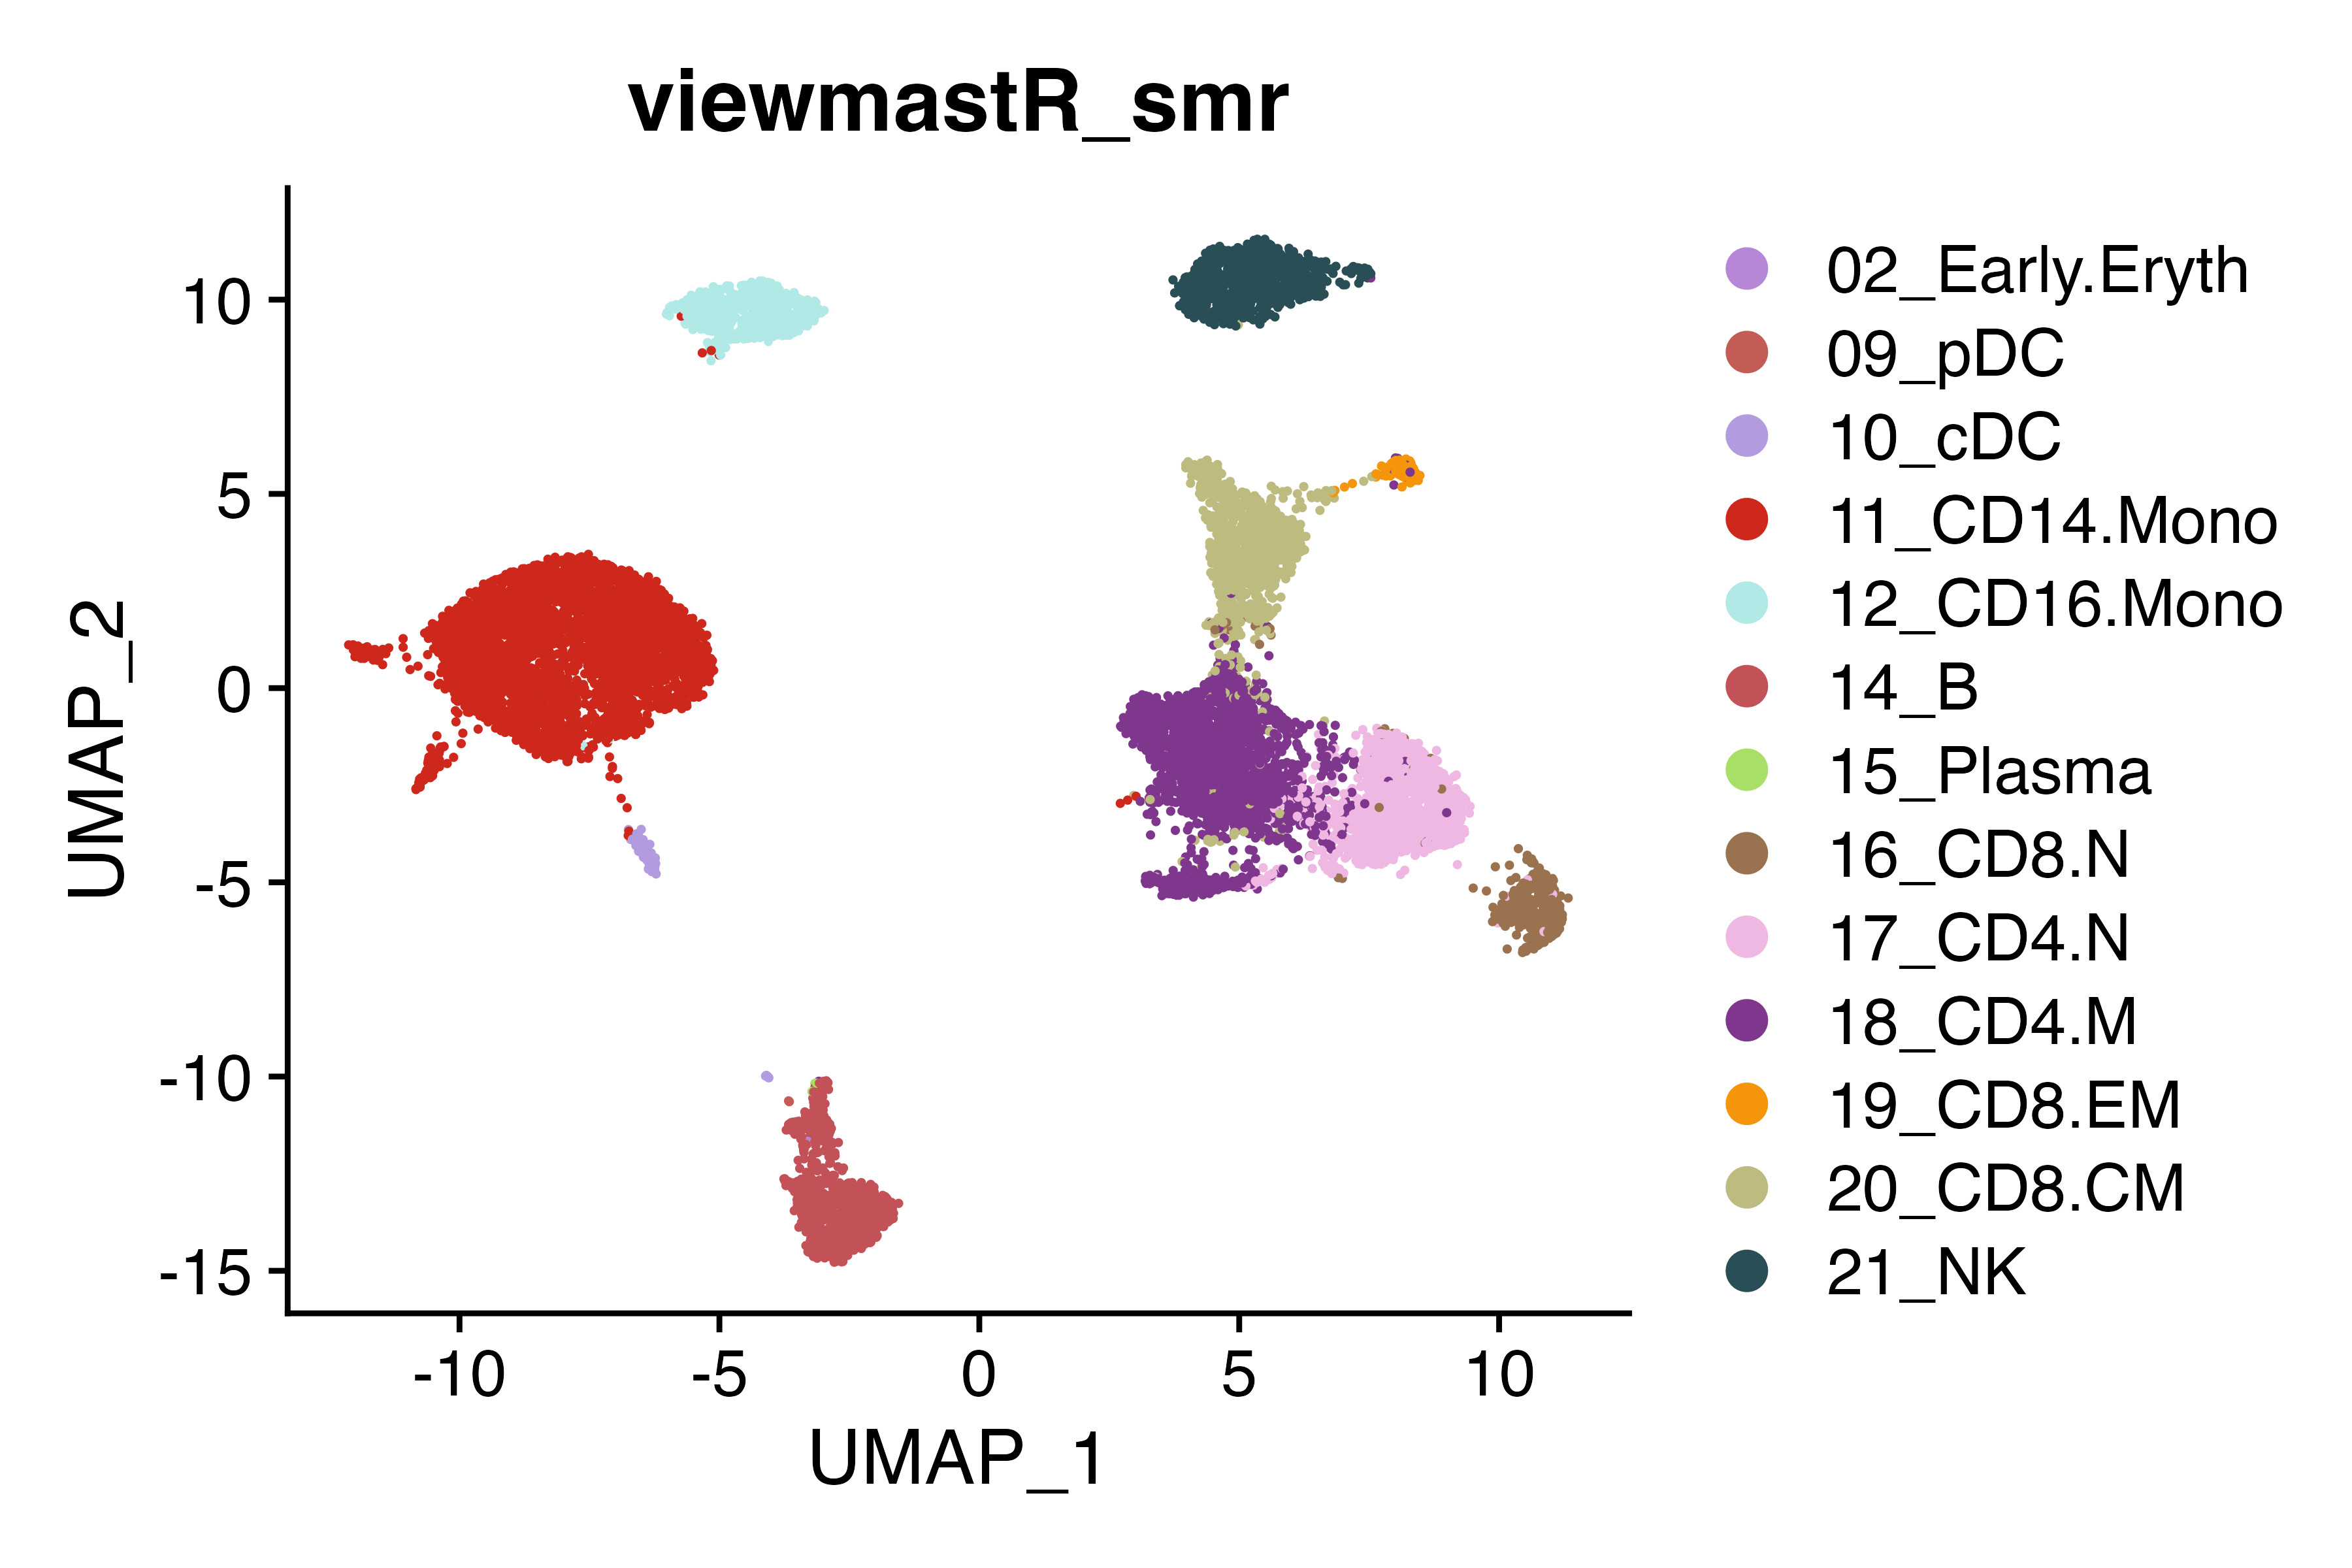 viewmastR_smr
UMAP_2
10
5
0
-5
-10
-15
-10
-5
0
5
10
UMAP_1
02_Early.Eryth
09_pDC
10_cDC
11_CD14.Mono
12_CD16.Mono
14_B
15_Plasma
16_CD8.N
17_CD4.N
18_CD4.M
19_CD8.EM
20_CD8.CM
21_NK